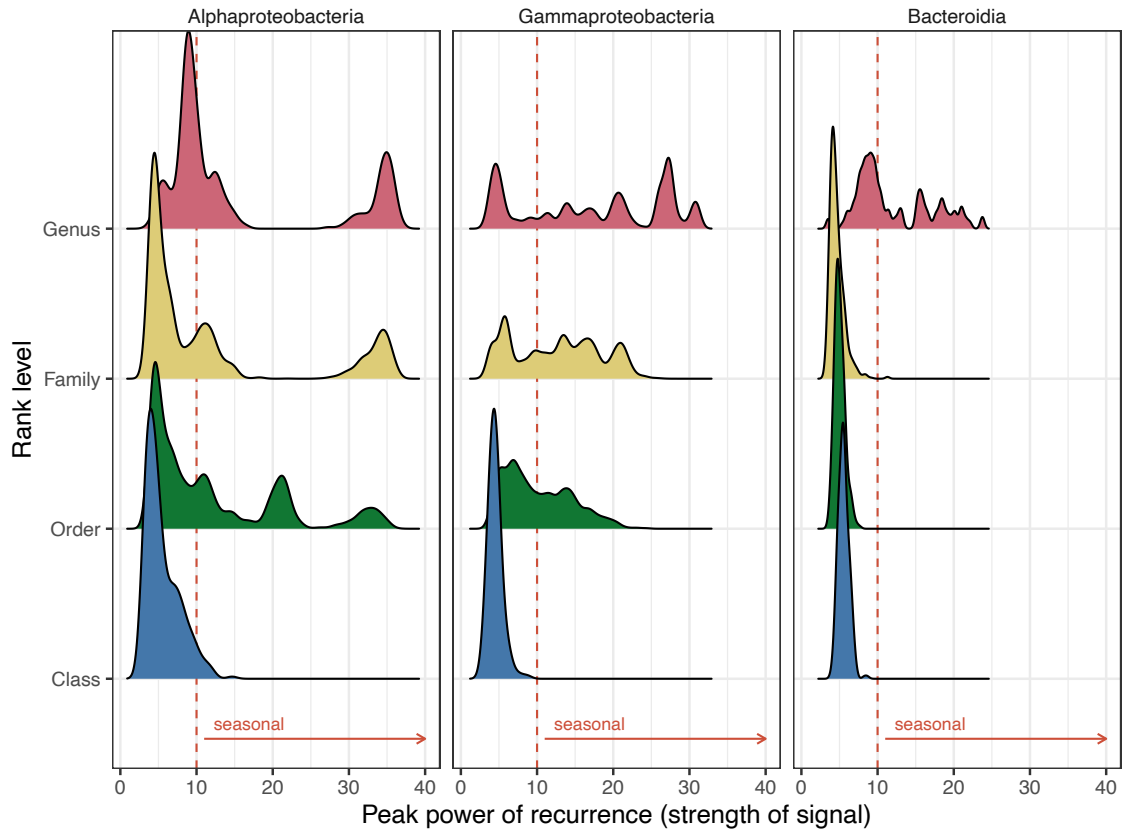 Alphaproteobacteria Gammaproteobacteria Bacteroidia
Rank level
Genus
Family
Order
Class
seasonal seasonal seasonal
0 10 20 30 40 0 10 20 30 40 0 10 20 30 40
Peak power of recurrence (strength of signal)